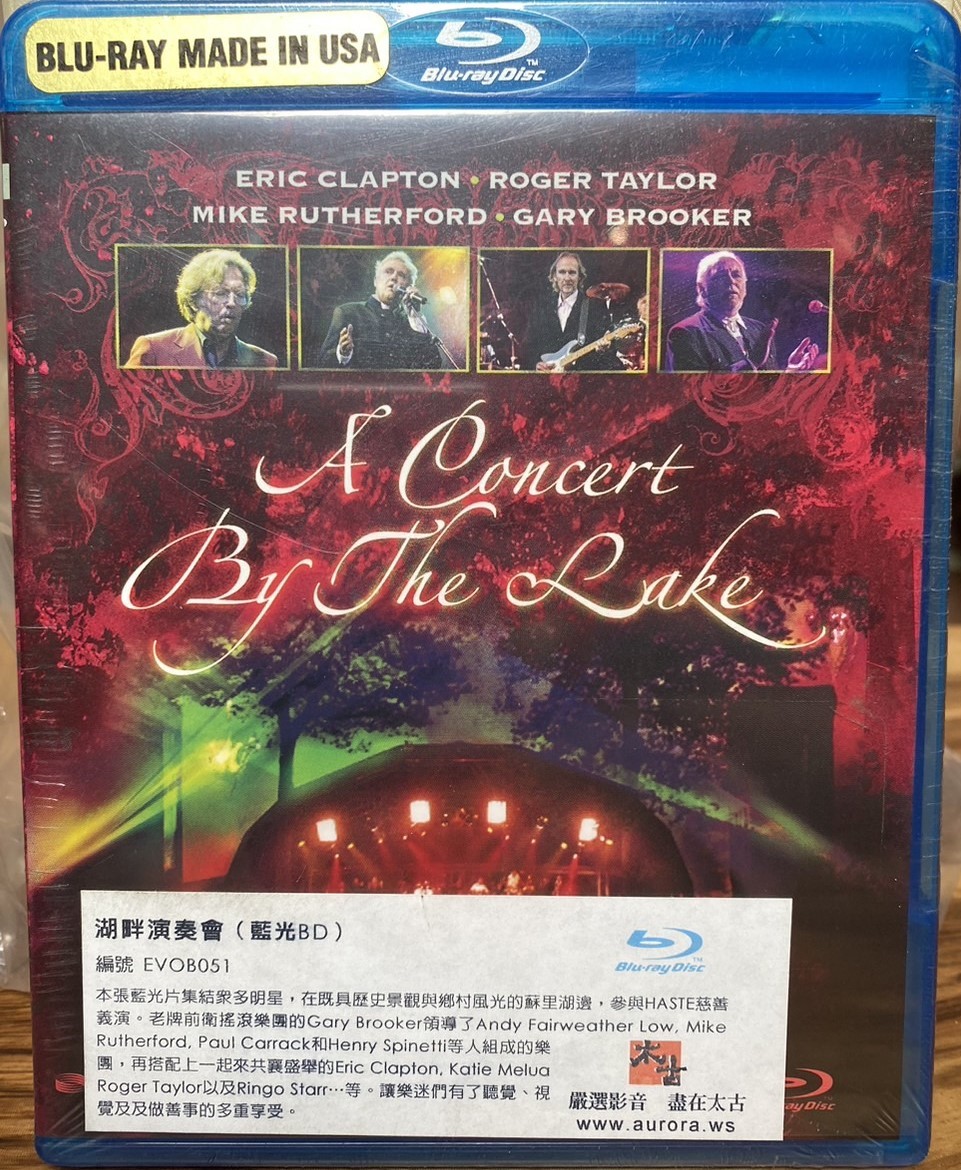 BLU-RAY MADE IN USA
Blu-ray Disc TM
ERIC CLAPTON • ROGER TAYLOR
MIKE RUTHERFORD • GARY BROOKER
A Concert
By The Lake
湖畔演奏會（藍光BD）
編號 EVOB051
Blu-ray Disc TM
本張藍光片集結衆多明星，在既具歷史景觀與鄉村風光的蘇里湖邊，參與HASTE慈善
義演。老牌前衛搖滾樂團的Gary Brooker領導了Andy Fairweather Low, Mike
Rutherford, Paul Carrack和Henry Spinetti等人組成的樂
團，再搭配上一起來共襄盛舉的Eric Clapton, Katie Melua
Roger Taylor以及Ringo Starr…等。讓樂迷們有了聽覺、視
覺及及做善事的多重享受。
太古
嚴選影音 盡在太古
www.aurora.ws
ay Disc